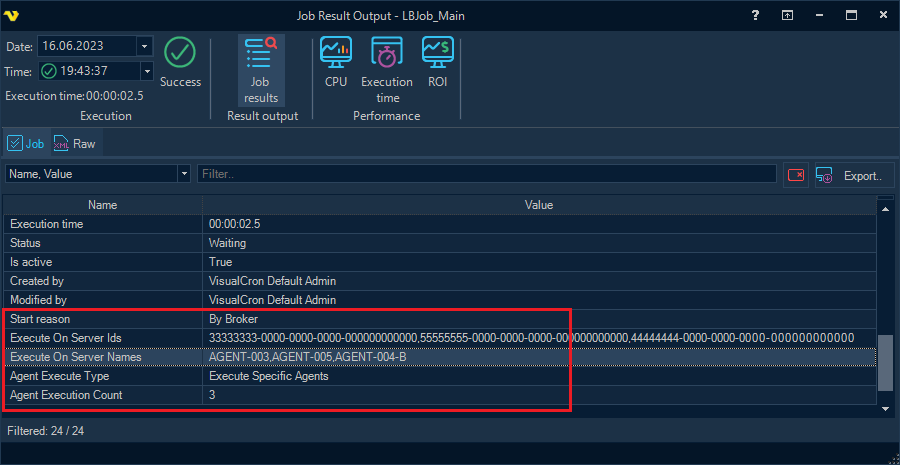 Job Result Output - LBJob_Main
Date: 16.06.2023
Time: 19:43:37
Execution time:00:00:02.5
Success
Execution
Job results
Result output
CPU
Execution time
ROI
Performance
Job
XML Raw
Name, Value
Filter..
Export..
Name Value
Execution time 00:00:02.5
Status Waiting
Is active True
Created by VisualCron Default Admin
Modified by VisualCron Default Admin
Start reason By Broker
Execute On Server Ids 33333333-0000-0000-0000-000000000000,55555555-0000-0000-0000-000000000000,44444444-0000-0000-0000-000000000000
Execute On Server Names AGENT-003,AGENT-005,AGENT-004-B
Agent Execute Type Execute Specific Agents
Agent Execution Count 3
Filtered: 24 / 24